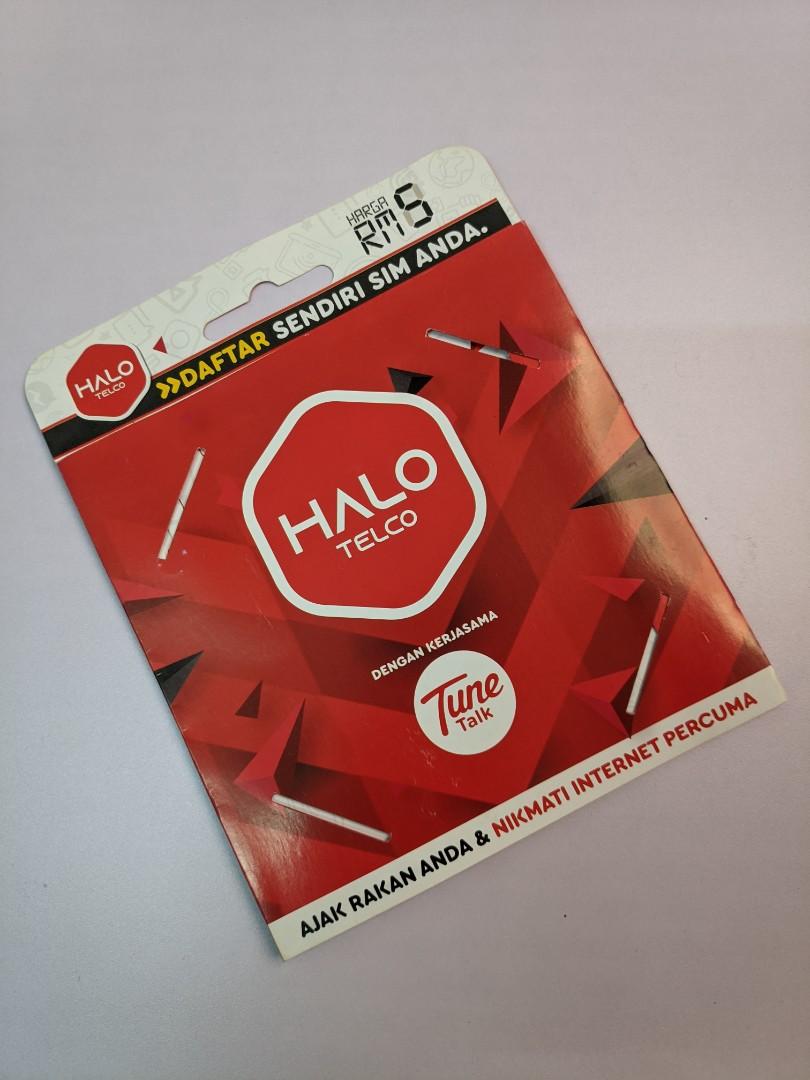 HARGA
RM5
HALO
TELCO
»DAFTAR SENDIRI SIM ANDA.
HALO
TELCO
DENGAN KERJASAMA
Tune
Talk
AJAK RAKAN ANDA & NIKMATI INTERNET PERCUMA